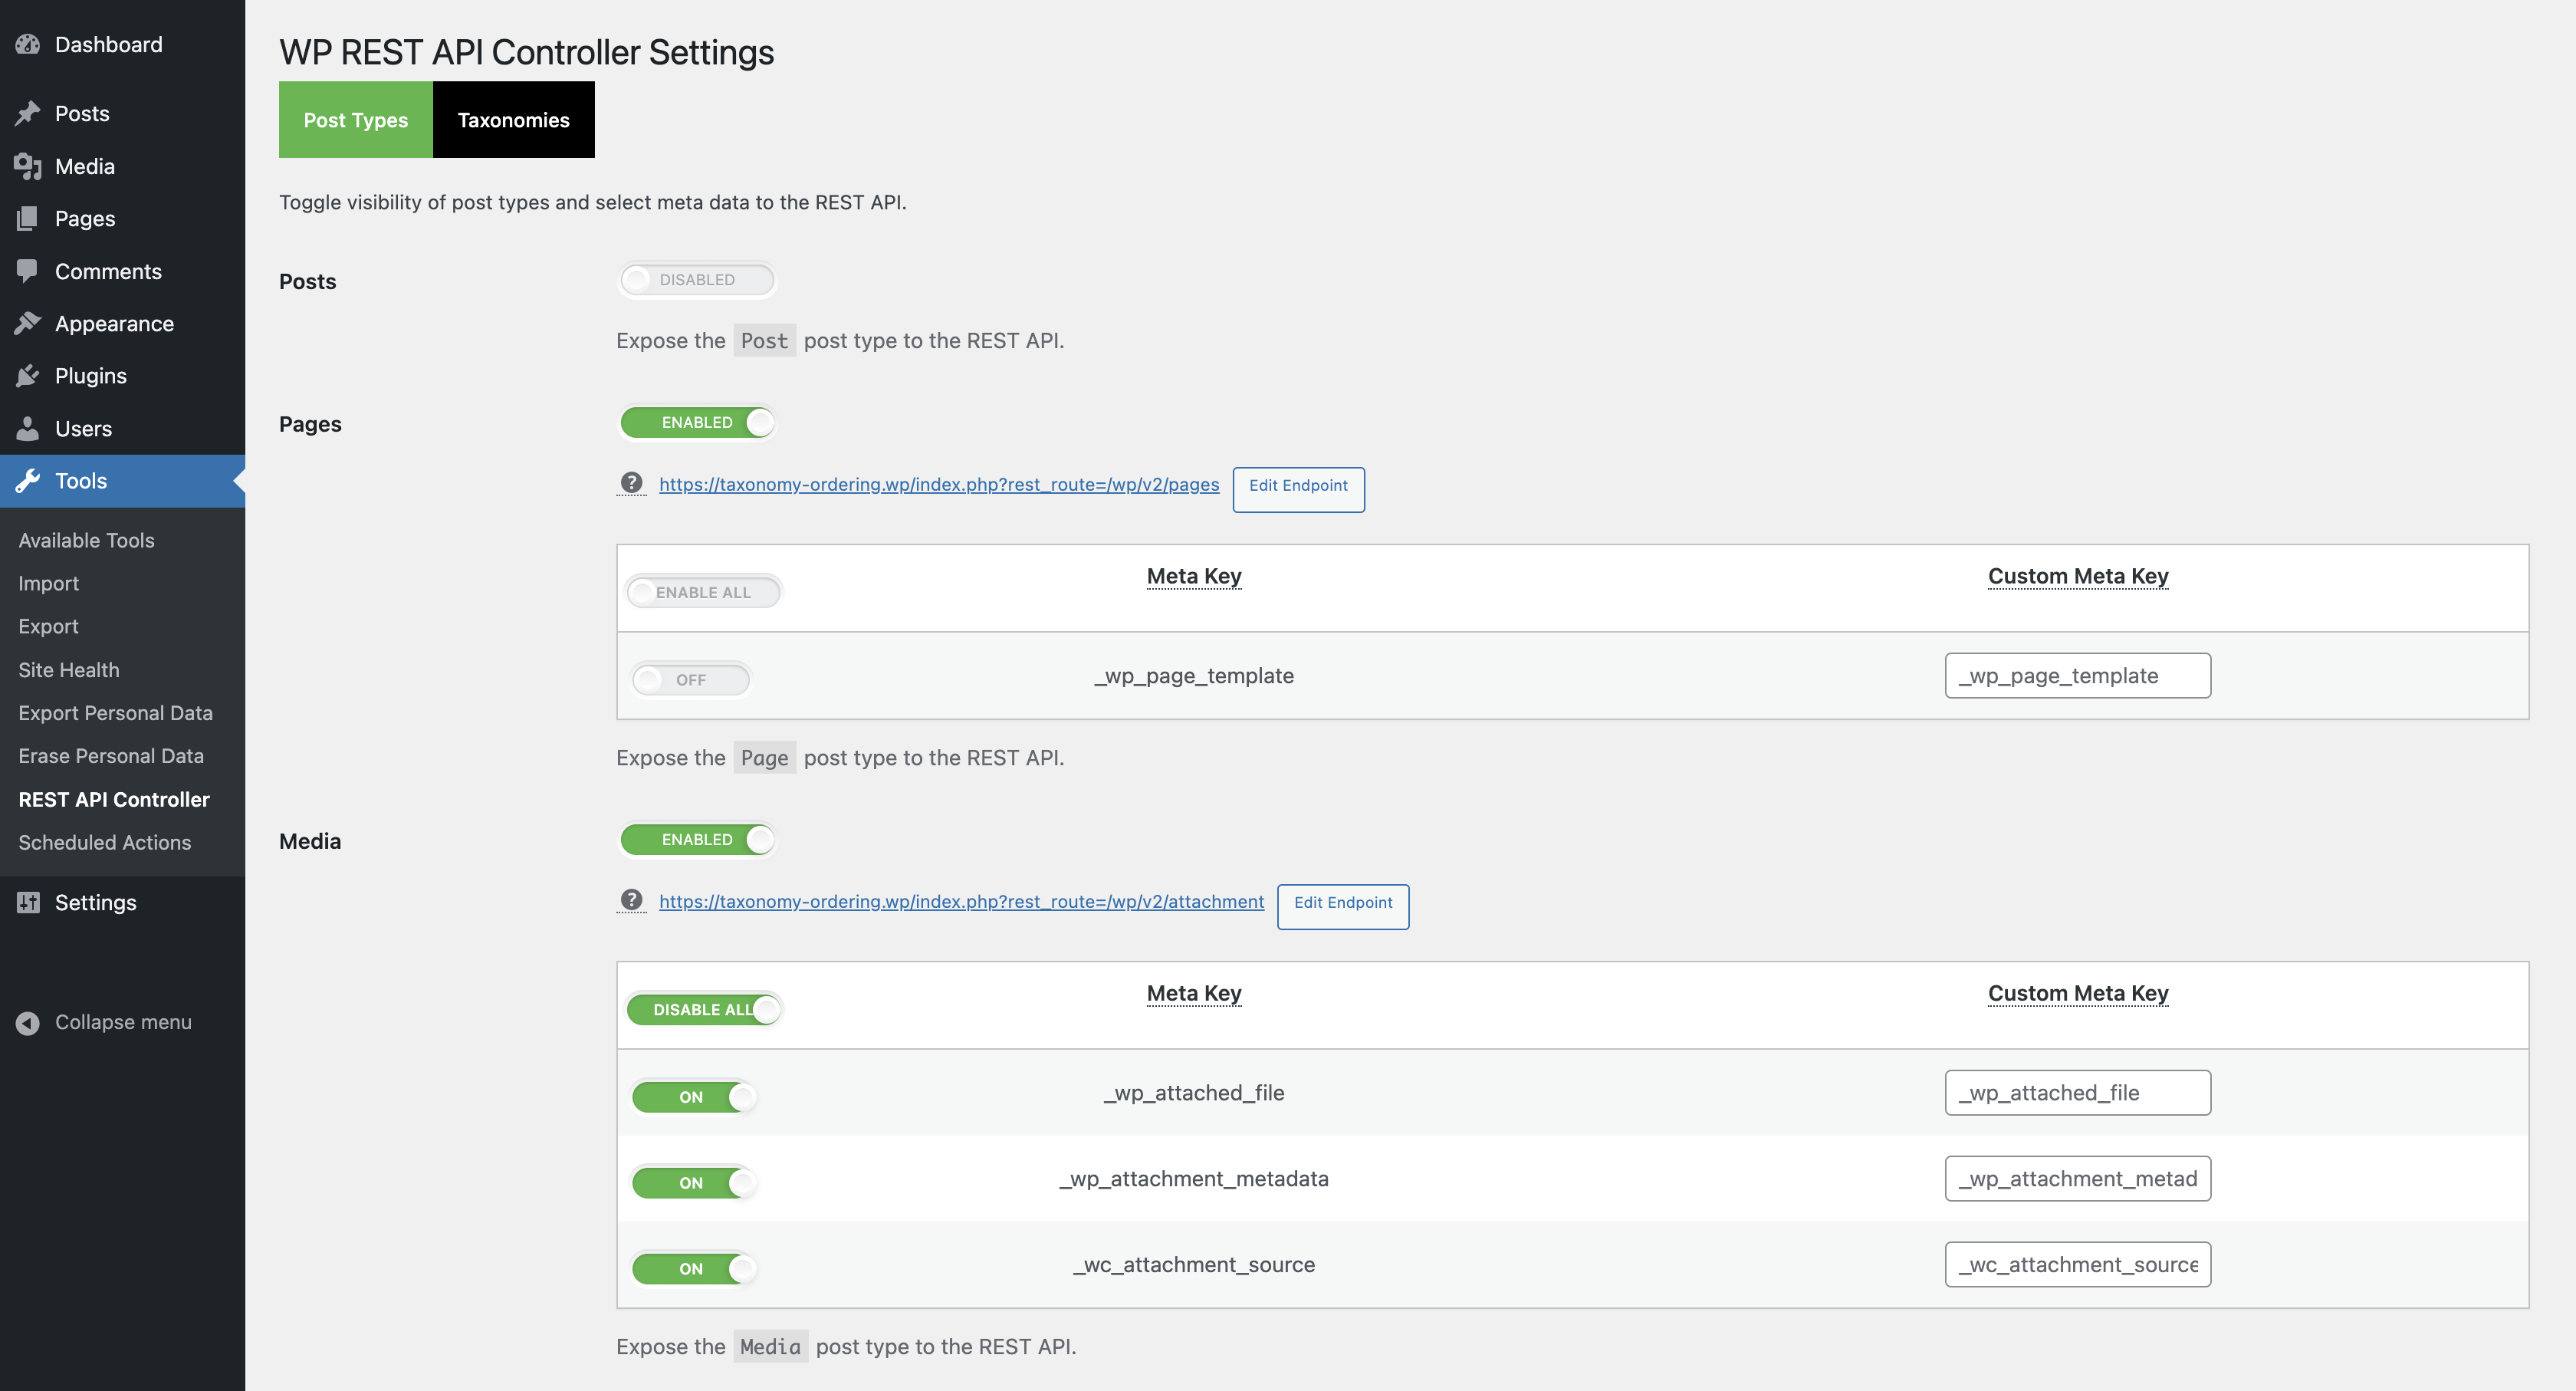 Dashboard
Posts
Media
Pages
Comments
Appearance
Plugins
Users
Tools
Available Tools
Import
Export
Site Health
Export Personal Data
Erase Personal Data
REST API Controller
Scheduled Actions
Settings
Collapse menu
WP REST API Controller Settings
Post Types Taxonomies
Toggle visibility of post types and select meta data to the REST API.
Posts DISABLED
Expose the Post post type to the REST API.
Pages ENABLED
? https://taxonomy-ordering.wp/index.php?rest_route=/wp/v2/pages Edit Endpoint
ENABLE ALL Meta Key Custom Meta Key
OFF _wp_page_template _wp_page_template
Expose the Page post type to the REST API.
Media ENABLED
? https://taxonomy-ordering.wp/index.php?rest_route=/wp/v2/attachment Edit Endpoint
DISABLE ALL Meta Key Custom Meta Key
ON _wp_attached_file _wp_attached_file
ON _wp_attachment_metadata _wp_attachment_metad
ON _wc_attachment_source _wc_attachment_source
Expose the Media post type to the REST API.